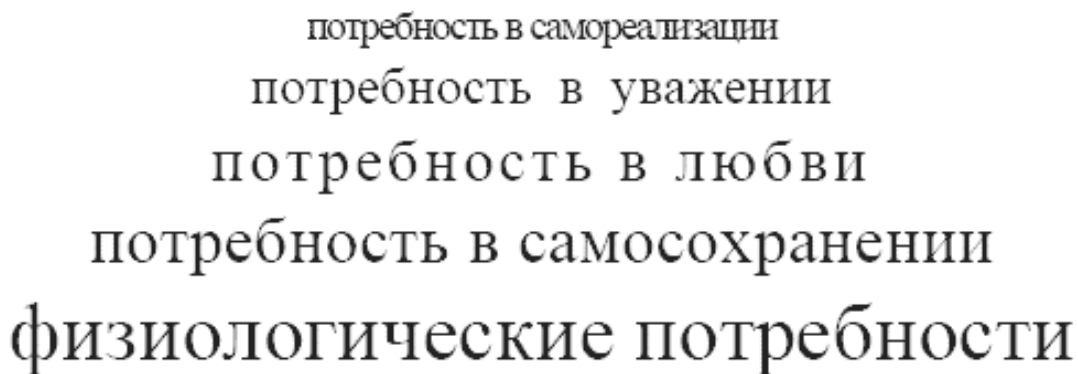 потребность в самореализации
потребность в уважении
потребность в любви
потребность в самосохранении
физиологические потребности